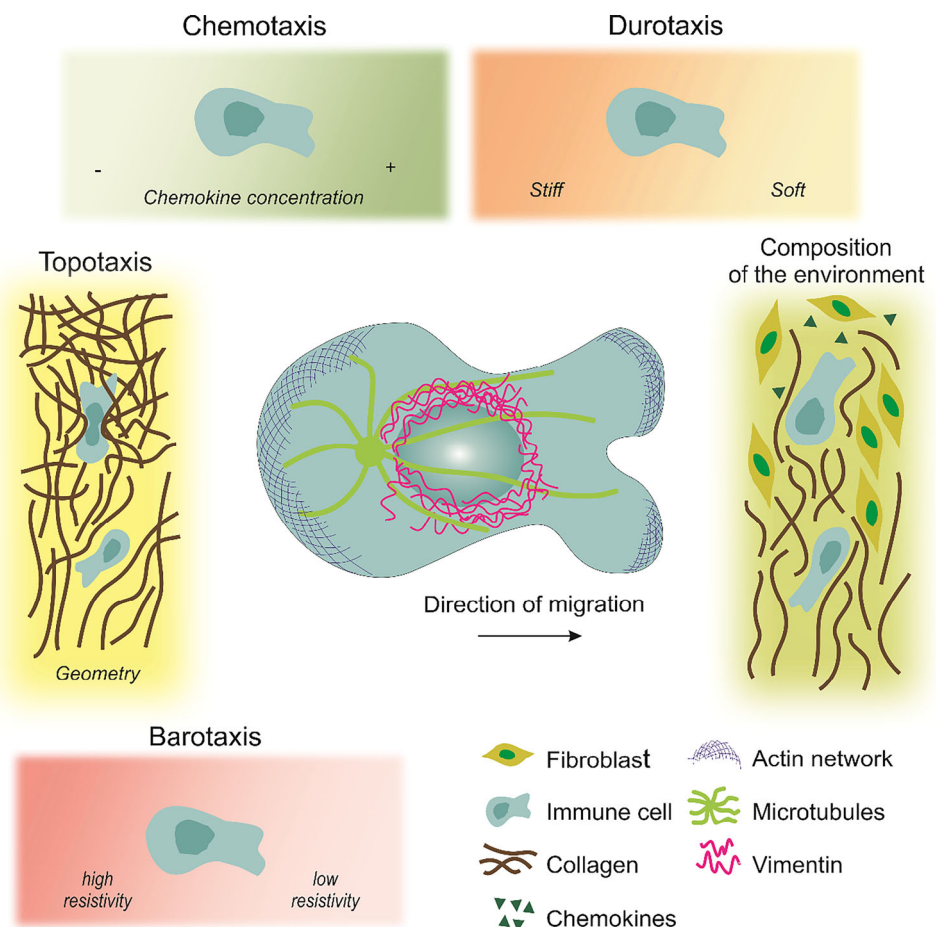 Chemotaxis
Durotaxis
-
+
Chemokine concentration
Stiff
Soft
Topotaxis
Composition
of the environment
Direction of migration
Geometry
Barotaxis
high
resistivity
low
resistivity
Fibroblast
Actin network
Immune cell
Microtubules
Collagen
Vimentin
Chemokines